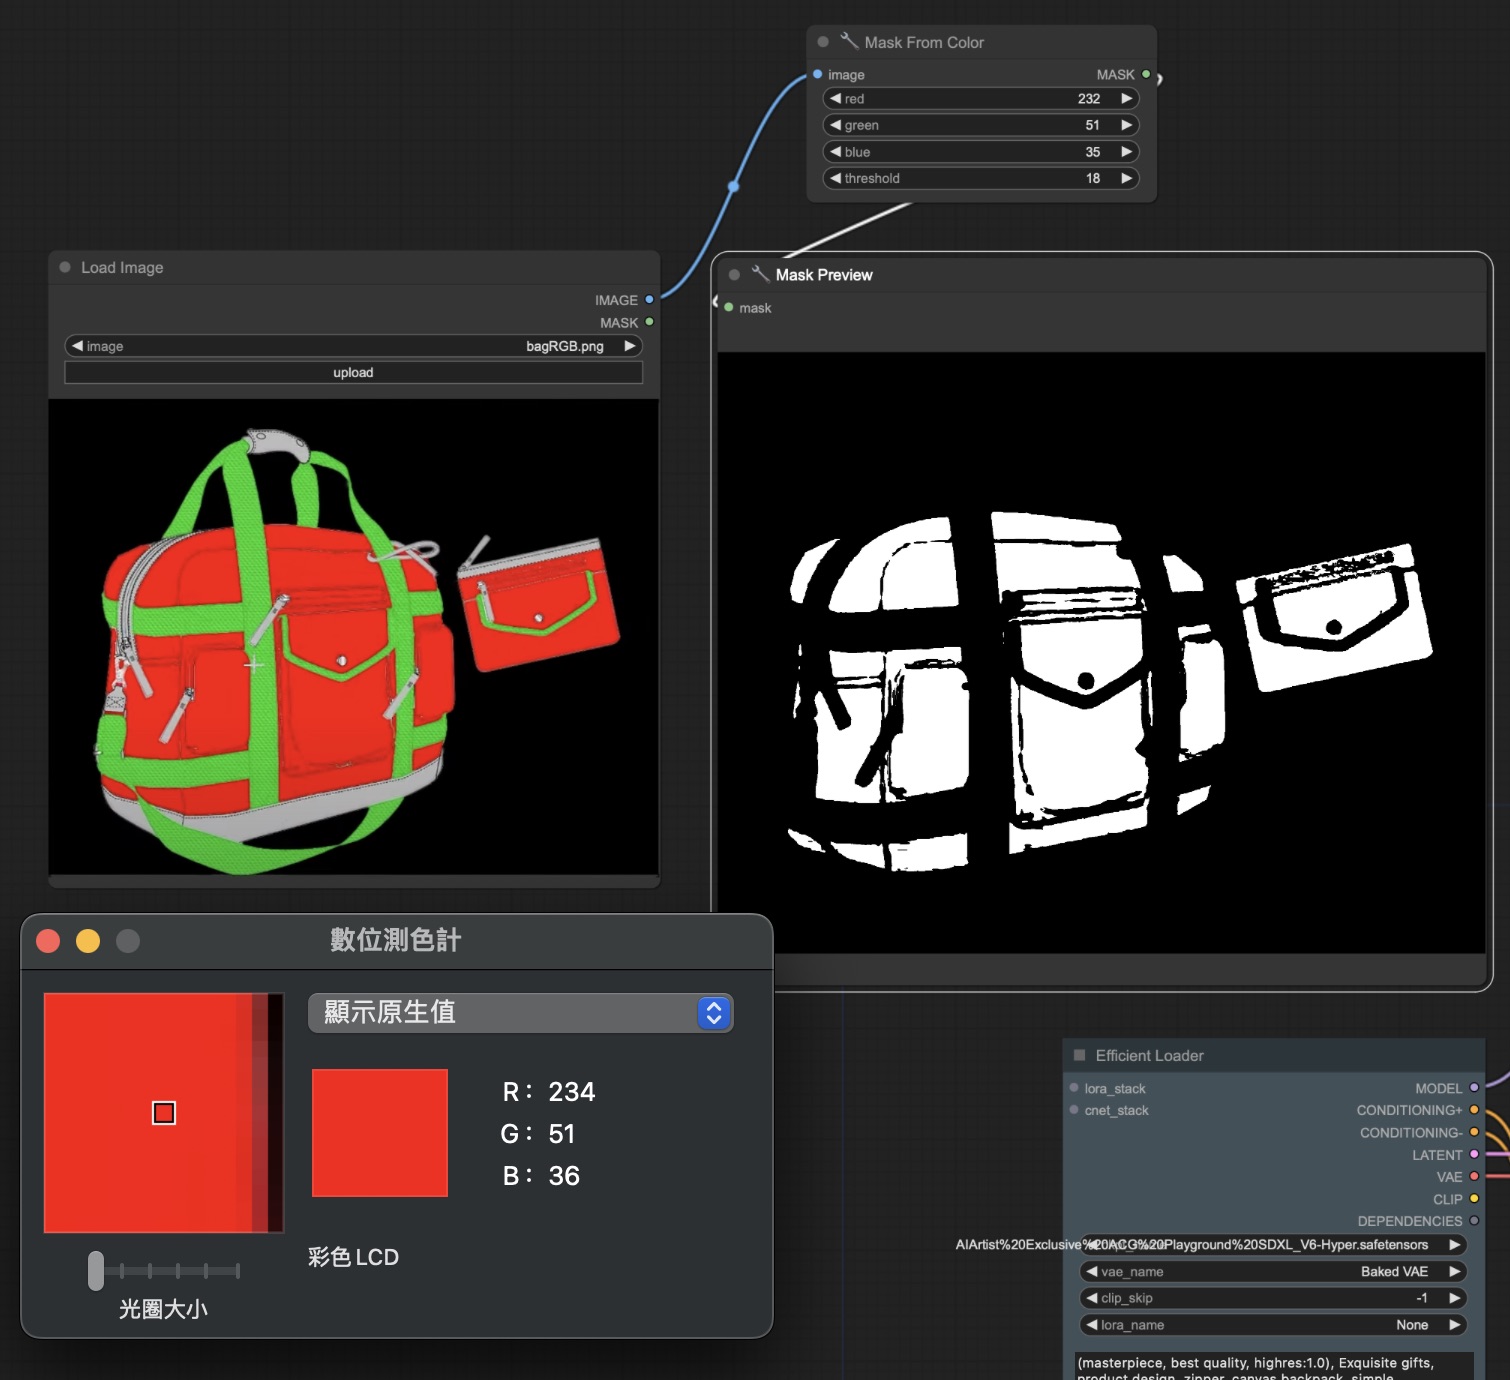 Mask From Color
image
MASK
red
232
green
51
blue
35
threshold
18
Load Image
IMAGE
MASK
image
bagRGB.png
upload
Mask Preview
mask
數位測色計
顯示原生值
R: 234
G: 51
B: 36
彩色 LCD
光圈大小
Efficient Loader
lora_stack
MODEL
cnet_stack
CONDITIONING+
CONDITIONING-
LATENT
VAE
CLIP
DEPENDENCIES
AIArtist%20Exclusive%20ACG%20Playground%20SDXL_V6-Hyper.safetensors
vae_name
Baked VAE
clip_skip
-1
lora_name
None
(masterpiece, best quality, highres:1.0), Exquisite gifts,
product design, zipper, canvas backpack, simple